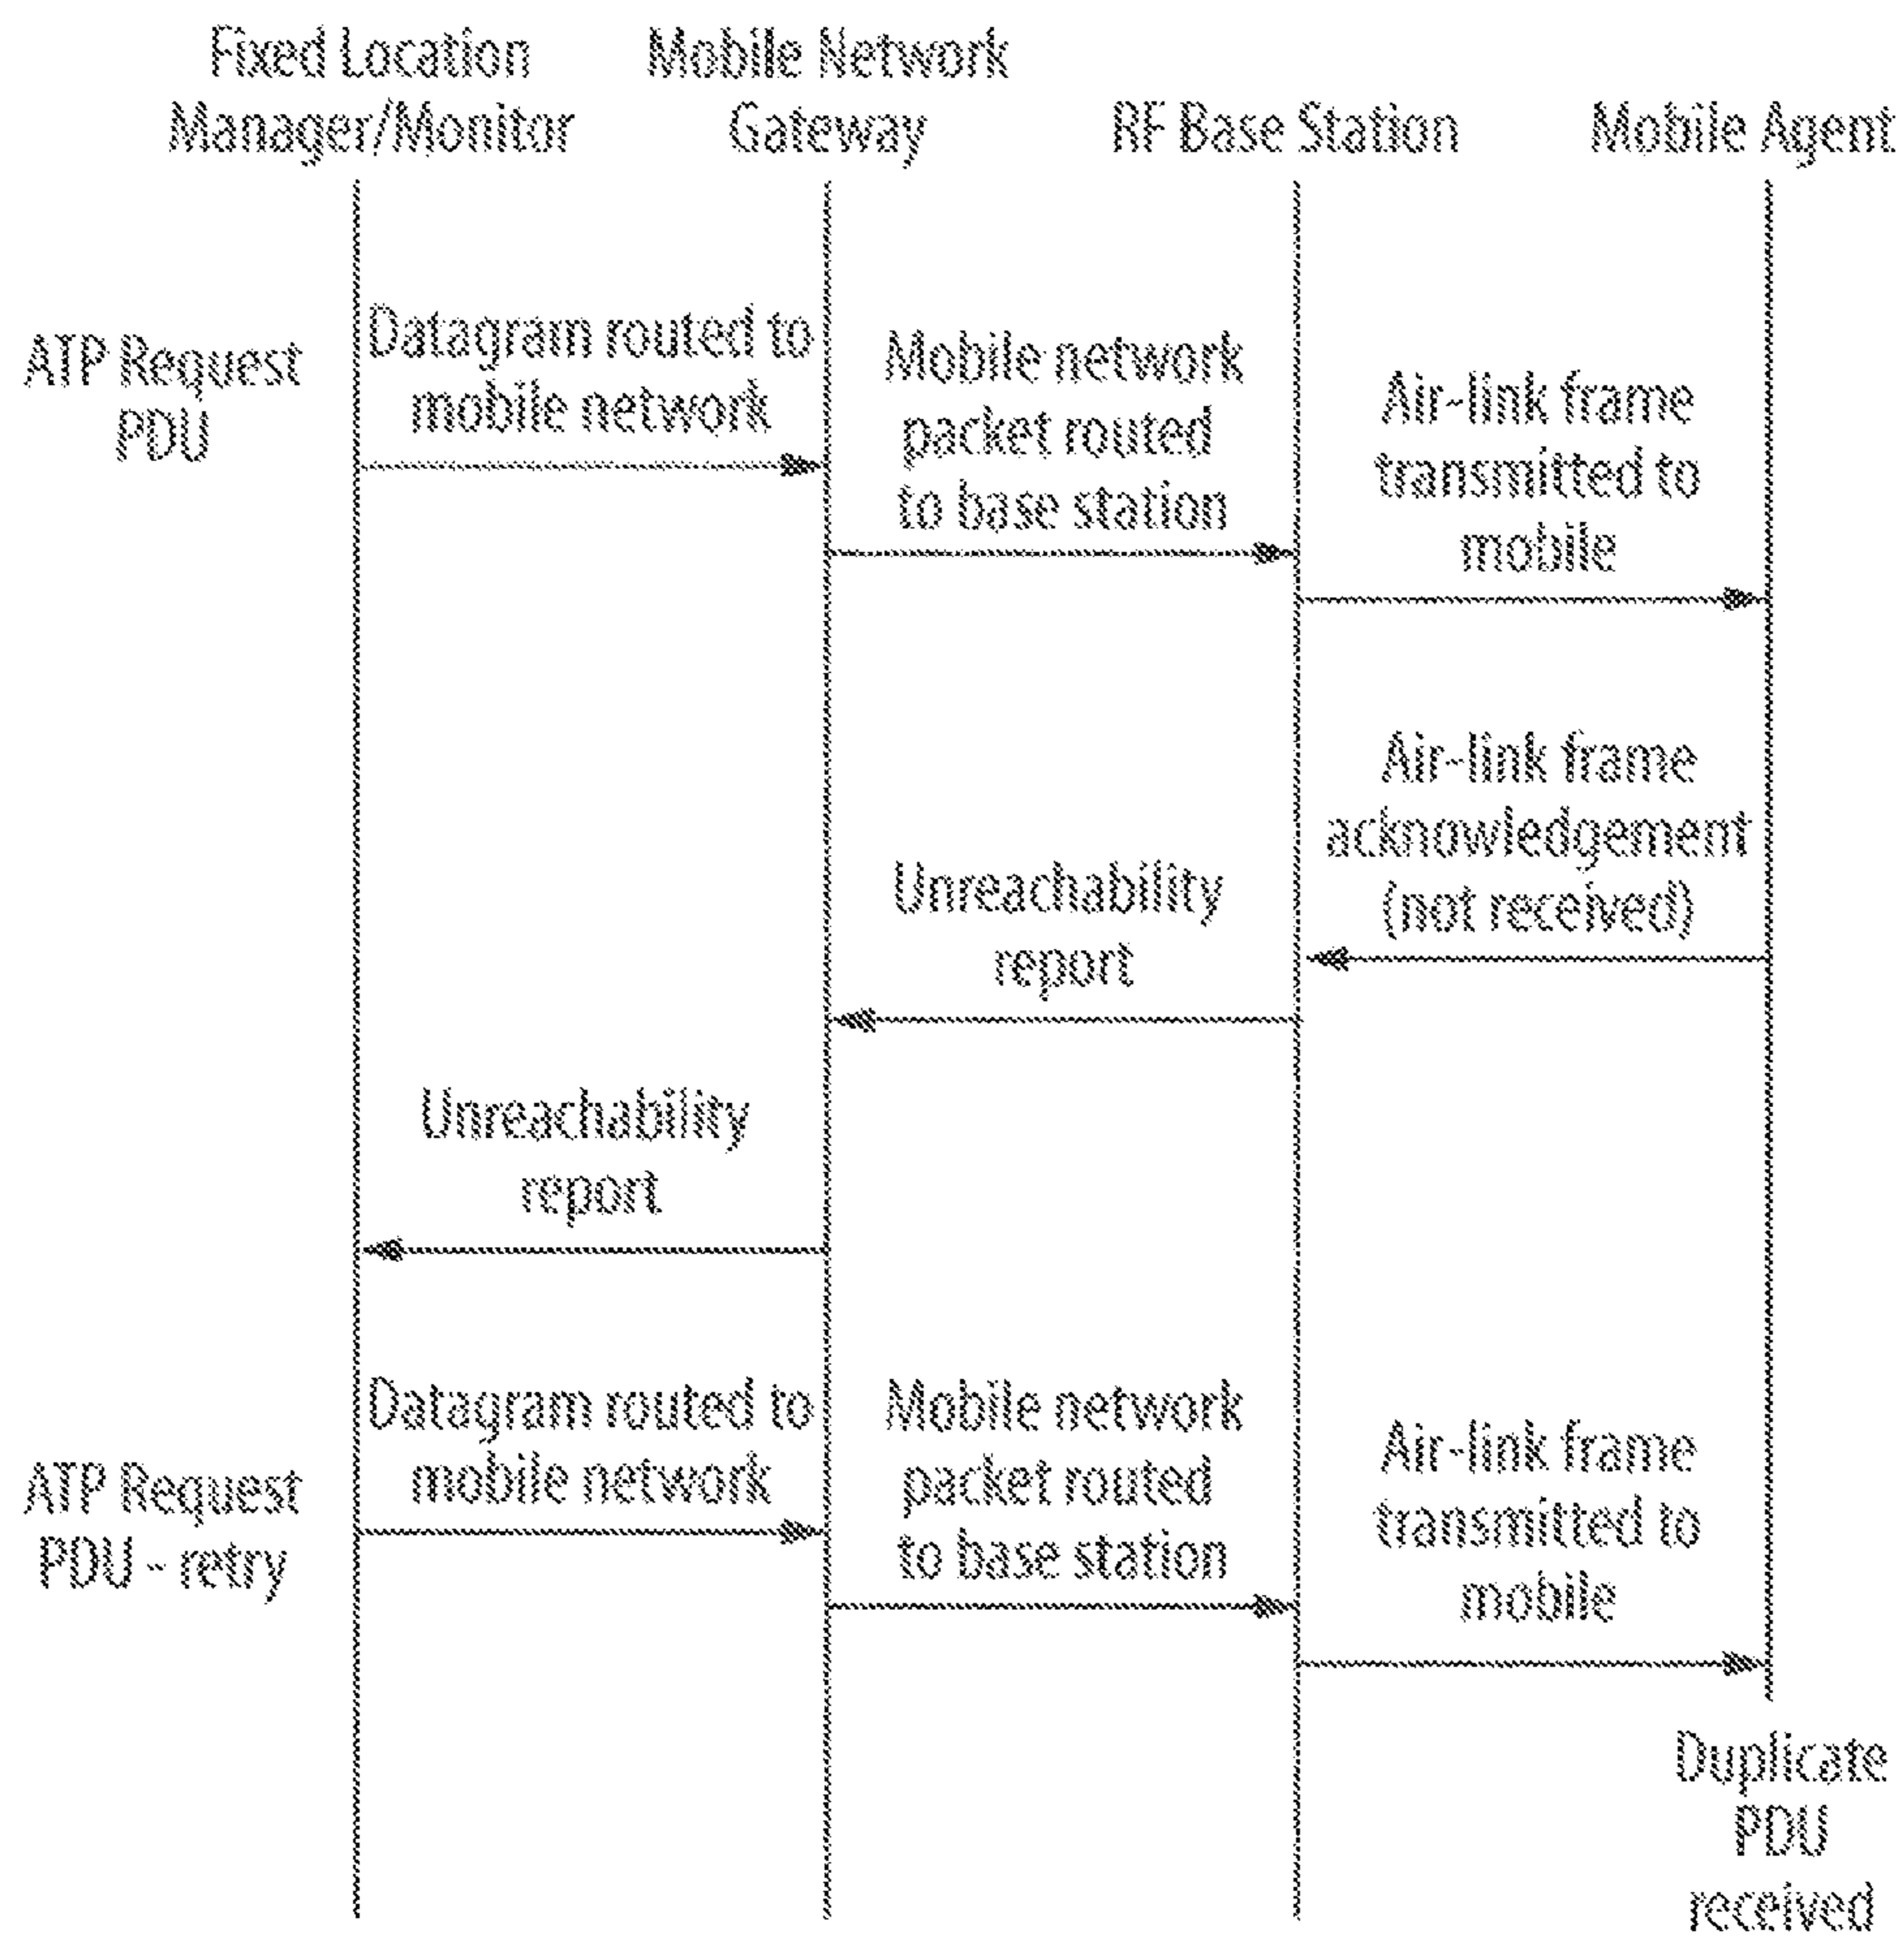 Fixed Location
Manager/Monitor
Mobile Network
Gateway
RF Base Station
Mobile Agent
ATP Request
PDU
Datagram routed to
mobile network
Mobile network
packet routed
to base station
Air-link frame
transmitted to
mobile
Air-link frame
acknowledgement
(not received)
Unreachability
report
Unreachability
report
ATP Request
PDU - retry
Datagram routed to
mobile network
Mobile network
packet routed
to base station
Air-link frame
transmitted to
mobile
Duplicate
PDU
received